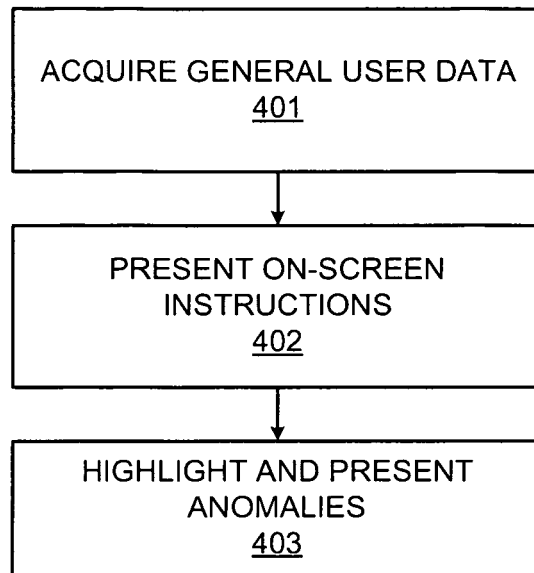 ACQUIRE GENERAL USER DATA
401
PRESENT ON-SCREEN
INSTRUCTIONS
402
HIGHLIGHT AND PRESENT
ANOMALIES
403